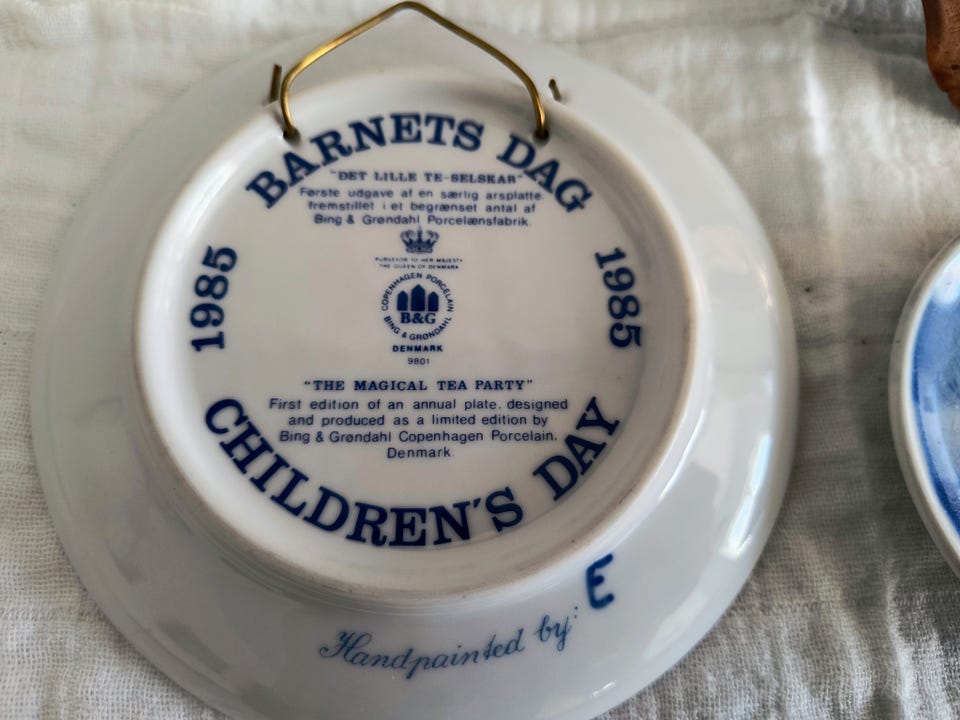 BARNETS DAG
"DET LILLE TE-SELSKAB"
Første udgave af en særlig arsplatte,
fremstillet i et begrænset antal af
Bing & Grøndahl Porcelænsfabrik.
PURVEYOR TO HER MAJESTY
THE QUEEN OF DENMARK
1985
1985
COPENHAGEN PORCELAIN
B&G
BING & GRØNDAHL
DENMARK
9801
"THE MAGICAL TEA PARTY"
First edition of an annual plate, designed
and produced as a limited edition by
Bing & Grøndahl Copenhagen Porcelain,
Denmark.
CHILDREN'S DAY
Handpainted by: E